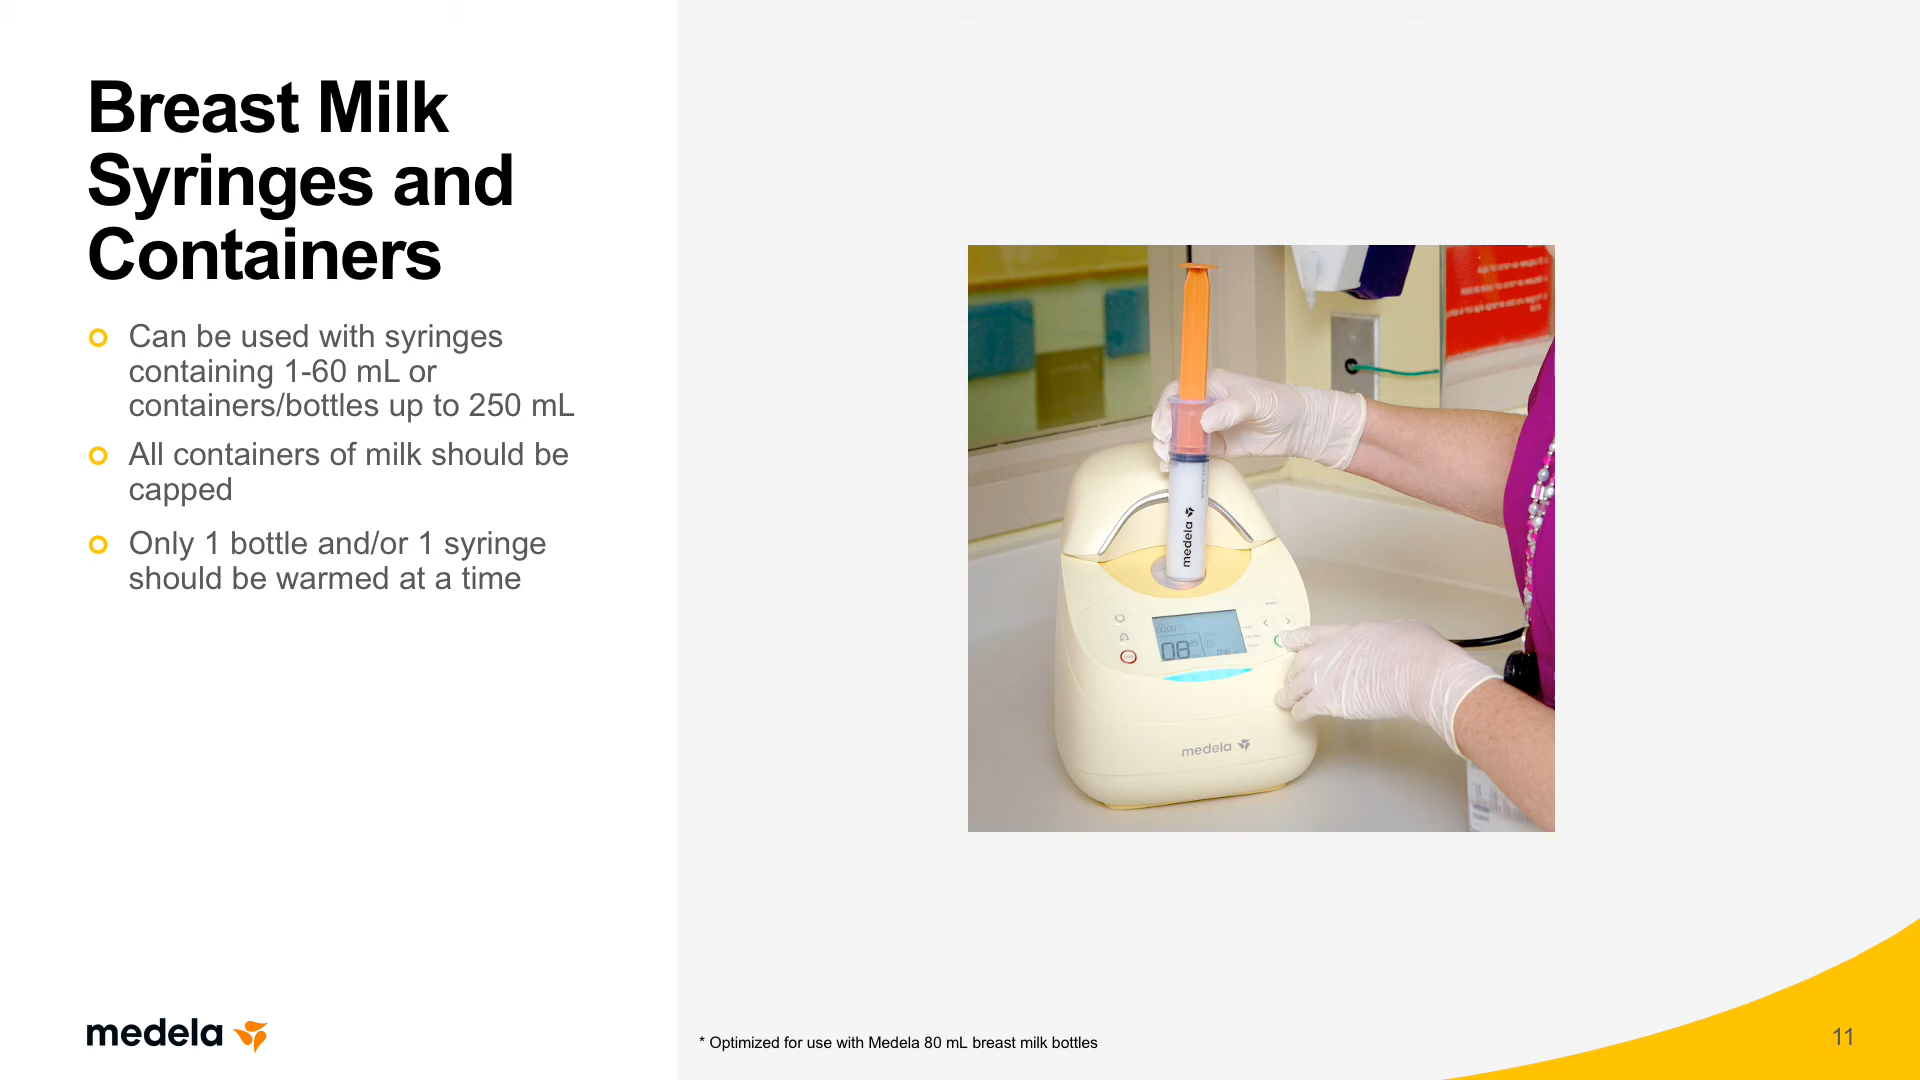 Breast Milk
Syringes and
Containers
Can be used with syringes
containing 1-60 mL or
containers/bottles up to 250 mL
All containers of milk should be
capped
Only 1 bottle and/or 1 syringe
should be warmed at a time
medela
08
medela
medela
* Optimized for use with Medela 80 mL breast milk bottles
11